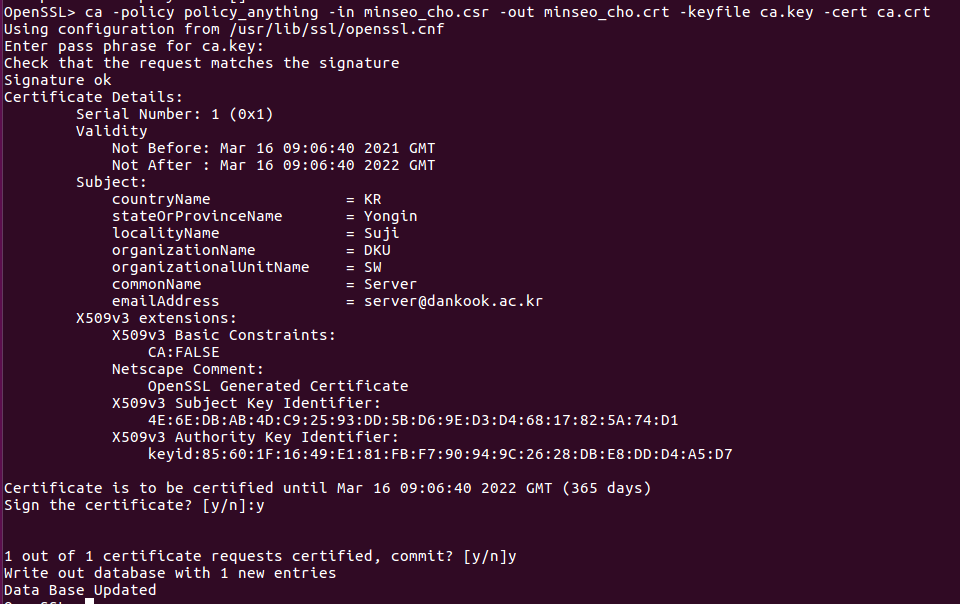 OpenSSL> ca -policy policy_anything -in minseo_cho.csr -out minseo_cho.crt -keyfile ca.key -cert ca.crt
Using configuration from /usr/lib/ssl/openssl.cnf
Enter pass phrase for ca.key:
Check that the request matches the signature
Signature ok
Certificate Details:
        Serial Number: 1 (0x1)
        Validity
            Not Before: Mar 16 09:06:40 2021 GMT
            Not After : Mar 16 09:06:40 2022 GMT
        Subject:
            countryName               = KR
            stateOrProvinceName       = Yongin
            localityName              = Suji
            organizationName          = DKU
            organizationalUnitName    = SW
            commonName                = Server
            emailAddress              = server@dankook.ac.kr
        X509v3 extensions:
            X509v3 Basic Constraints:
                CA:FALSE
            Netscape Comment:
                OpenSSL Generated Certificate
            X509v3 Subject Key Identifier:
                4E:6E:DB:AB:4D:C9:25:93:DD:5B:D6:9E:D3:D4:68:17:82:5A:74:D1
            X509v3 Authority Key Identifier:
                keyid:85:60:1F:16:49:E1:81:FB:F7:90:94:9C:26:28:DB:E8:DD:D4:A5:D7

Certificate is to be certified until Mar 16 09:06:40 2022 GMT (365 days)
Sign the certificate? [y/n]:y


1 out of 1 certificate requests certified, commit? [y/n]y
Write out database with 1 new entries
Data Base Updated